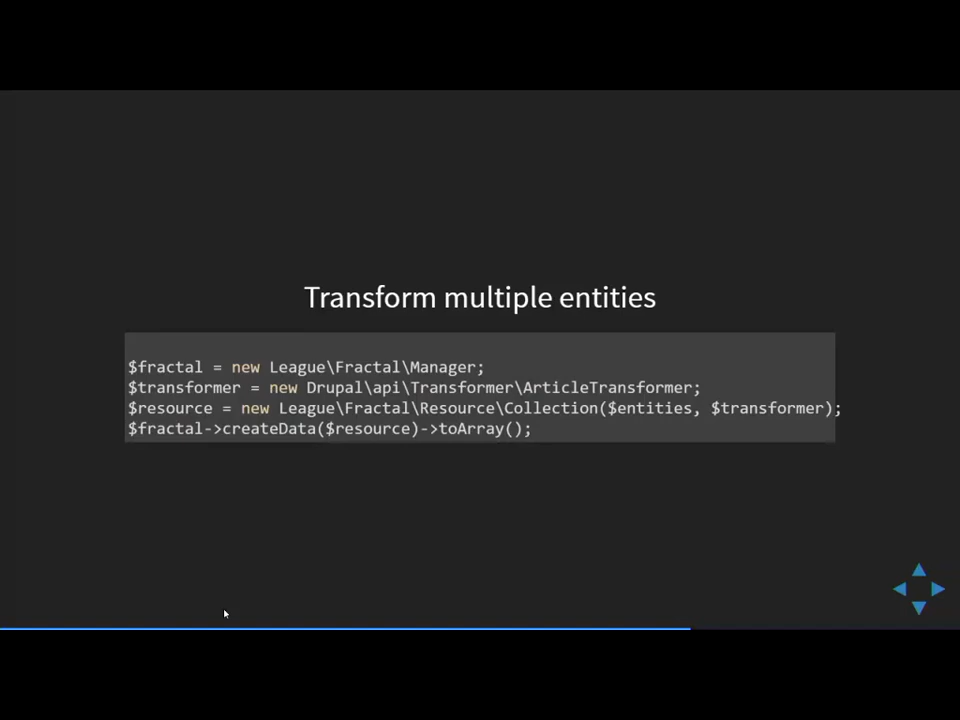 Transform multiple entities
$fractal = new League\Fractal\Manager;
$transformer = new Drupal\api\Transformer\ArticleTransformer;
$resource = new League\Fractal\Resource\Collection($entities, $transformer);
$fractal->createData($resource)->toArray();